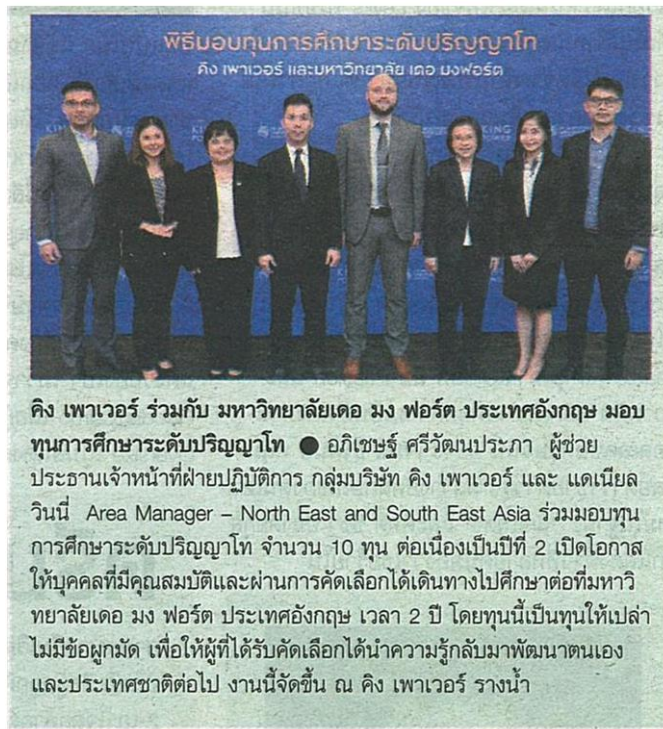 พิธีมอบทุนการศึกษาระดับปริญญาโท
คิง เพาเวอร์ และมหาวิทยาลัย เดอ มงฟอร์ต
คิง เพาเวอร์ ร่วมกับ มหาวิทยาลัยเดอ มง ฟอร์ต ประเทศอังกฤษ มอบ
ทุนการศึกษาระดับปริญญาโท ● อภิเชษฐ์ ศรีวัฒนประภา ผู้ช่วย
ประธานเจ้าหน้าที่ฝ่ายปฏิบัติการ กลุ่มบริษัท คิง เพาเวอร์ และ แดเนียล
วินนี่ Area Manager – North East and South East Asia ร่วมมอบทุน
การศึกษาระดับปริญญาโท จำนวน 10 ทุน ต่อเนื่องเป็นปีที่ 2 เปิดโอกาส
ให้บุคคลที่มีคุณสมบัติและผ่านการคัดเลือกได้เดินทางไปศึกษาต่อที่มหาวิ
ทยาลัยเดอ มง ฟอร์ต ประเทศอังกฤษ เวลา 2 ปี โดยทุนนี้เป็นทุนให้เปล่า
ไม่มีข้อผูกมัด เพื่อให้ผู้ที่ได้รับคัดเลือกได้นำความรู้กลับมาพัฒนาตนเอง
และประเทศชาติต่อไป งานนี้จัดขึ้น ณ คิง เพาเวอร์ รางน้ำ